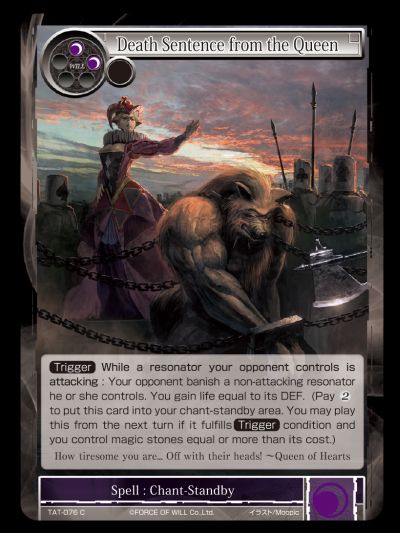 Death Sentence from the Queen
WILL
Trigger While a resonator your opponent controls is
attacking : Your opponent banish a non-attacking resonator
he or she controls. You gain life equal to its DEF. (Pay 2
to put this card into your chant-standby area. You may play
this from the next turn if it fulfills Trigger condition and
you control magic stones equal or more than its cost.)
How tiresome you are... Off with their heads! ~Queen of Hearts
Spell : Chant-Standby
TAT-076 C ©FORCE OF WILL Co.,Ltd. イラスト/Moopic